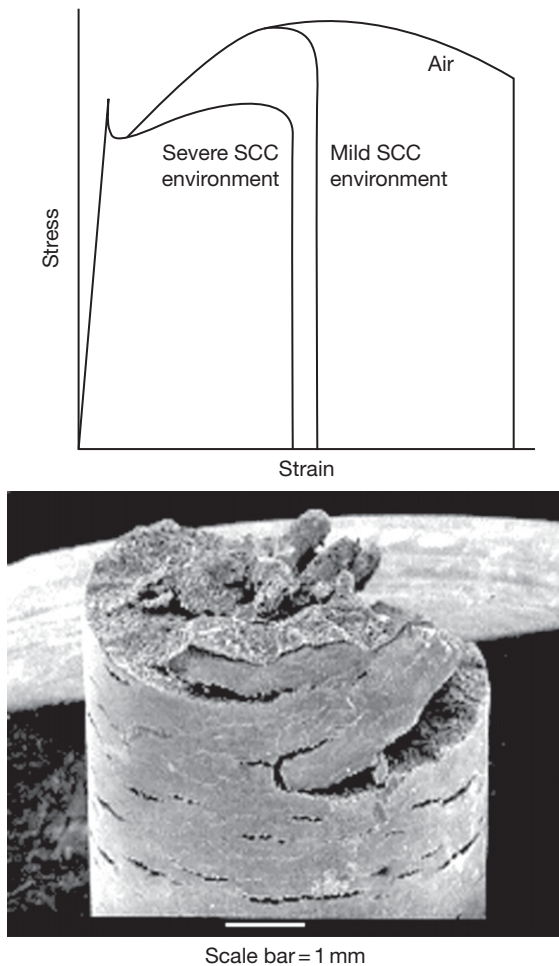 Air
Severe SCC
environment
Mild SCC
environment
Stress
Strain
Scale bar = 1 mm